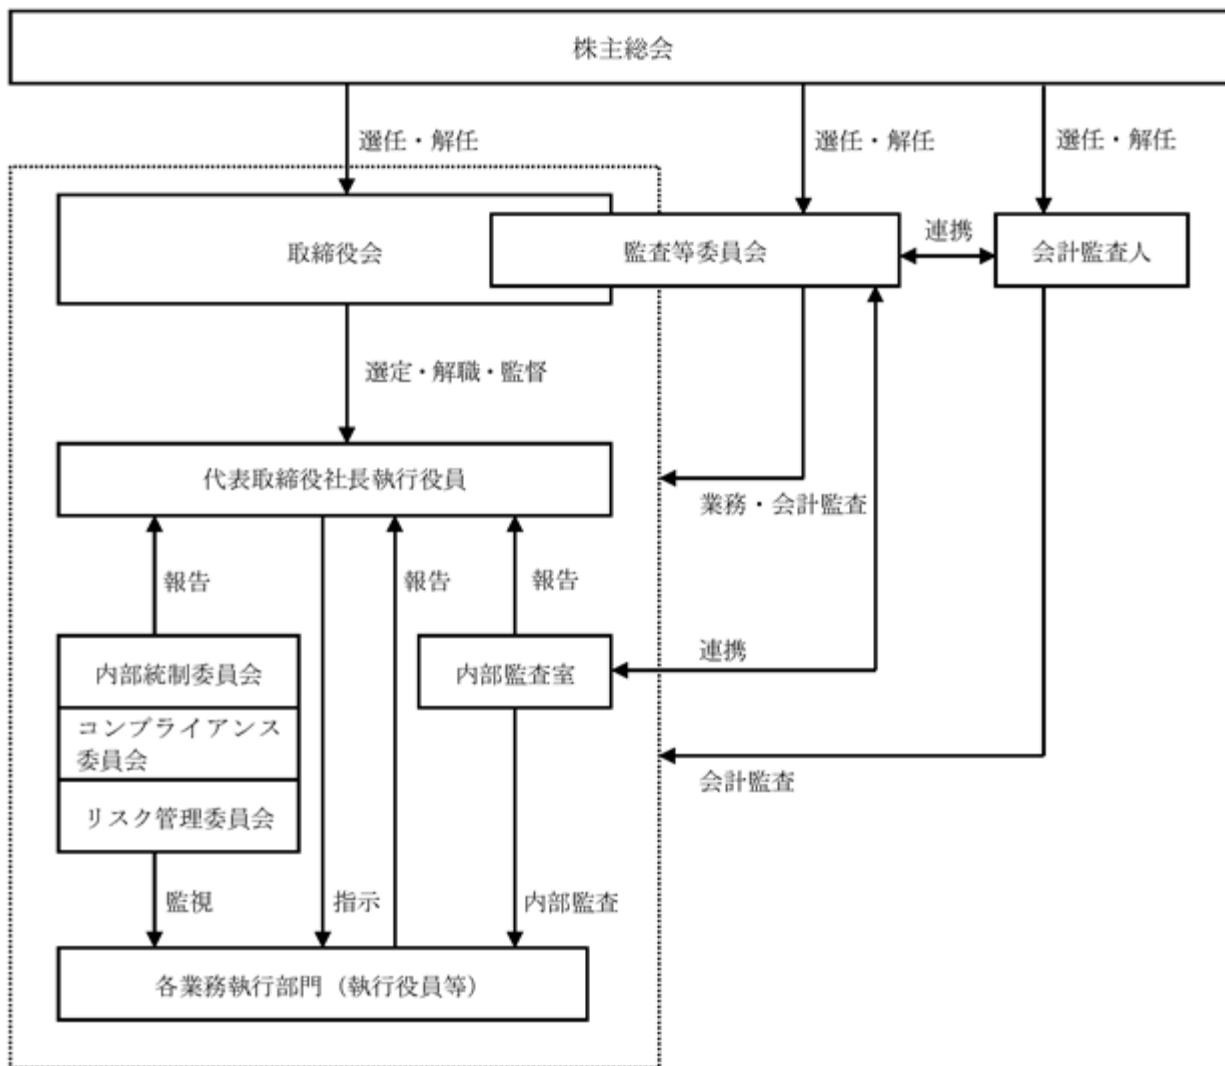 株主総会
選任・解任
選任・解任
選任・解任
取締役会
監査等委員会
連携
会計監査人
選定・解職・監督
代表取締役社長執行役員
業務・会計監査
報告
報告
報告
内部統制委員会
コンプライアンス
委員会
リスク管理委員会
内部監査室
連携
会計監査
監視
指示
内部監査
各業務執行部門（執行役員等）